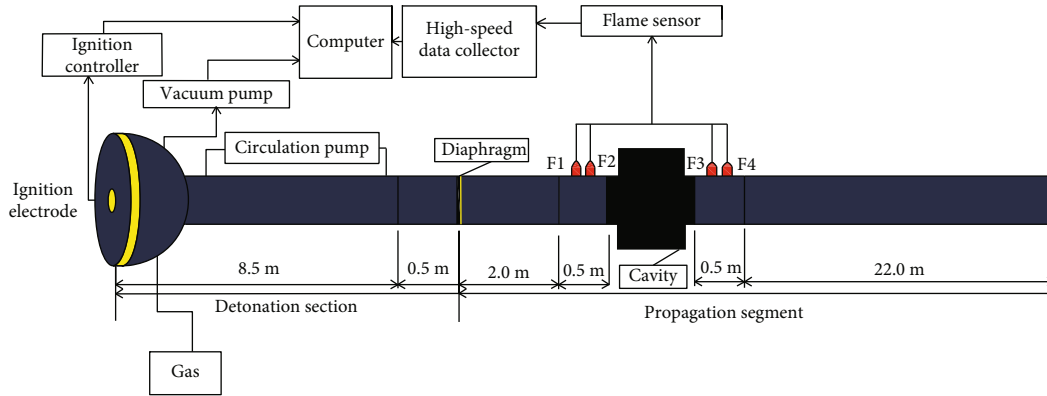 Ignition
controller
Computer
High-speed
data collector
Flame sensor
Vacuum pump
Circulation pump
Diaphragm
F1
F2
F3
F4
Ignition
electrode
8.5 m
0.5 m
2.0 m
0.5 m
Cavity
0.5 m
22.0 m
Detonation section
Propagation segment
Gas